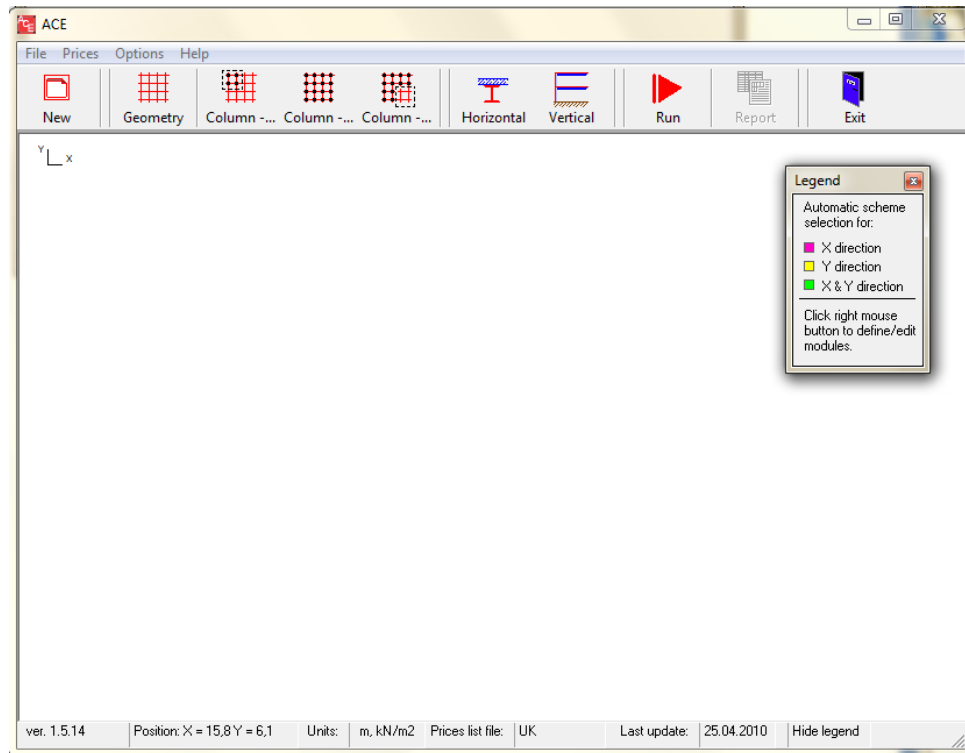 ACE ACE
File Prices Options Help
New Geometry Column -... Column -... Column -... Horizontal Vertical Run Report Exit
Y
X
Legend
Automatic scheme
selection for:
X direction
Y direction
X & Y direction
Click right mouse
button to define/edit
modules.
ver. 1.5.14 Position: X = 15,8 Y = 6,1 Units: m, kN/m2 Prices list file: UK Last update: 25.04.2010 Hide legend